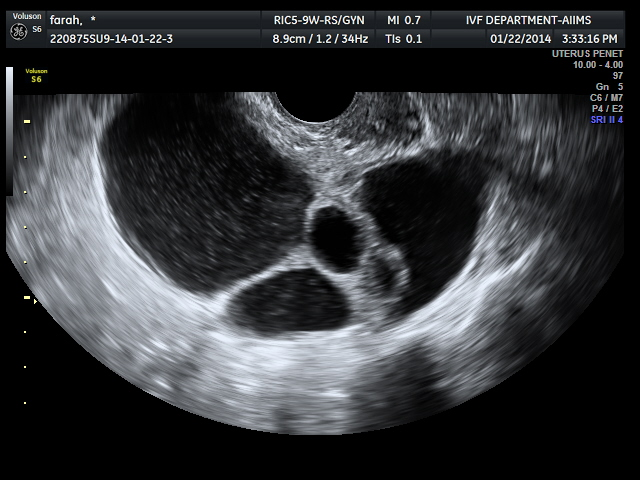 Voluson
S6
farah, *
RIC5-9W-RS/GYN
MI 0.7
IVF DEPARTMENT-AIIMS
220875SU9-14-01-22-3
8.9cm / 1.2 / 34Hz
TIs 0.1
01/22/2014
3:33:16 PM
Voluson
S6
UTERUS PENET
10.00 - 4.00
97
Gn 5
C6 / M7
P4 / E2
SRI II 4